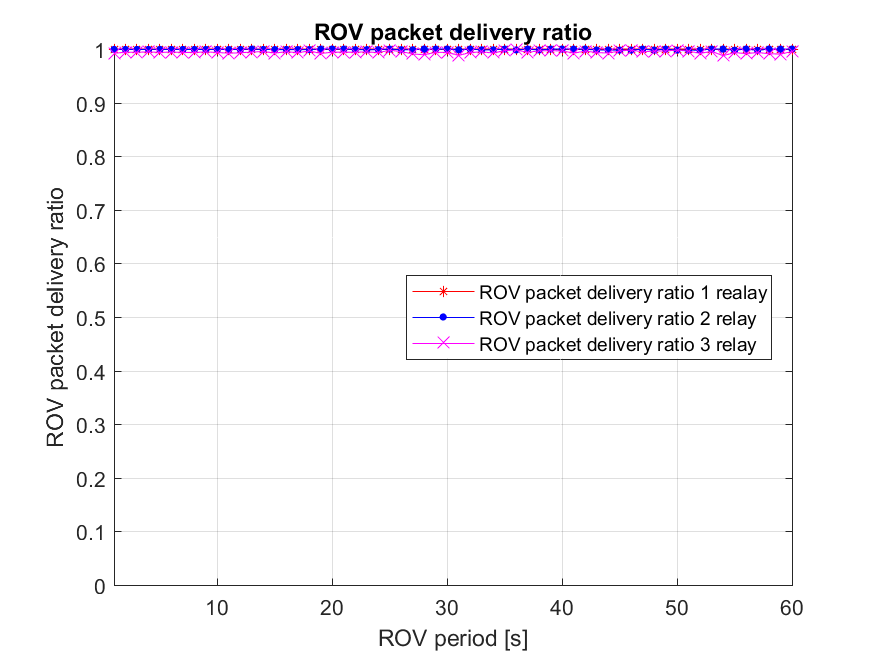 ROV packet delivery ratio
1
0.9
0.8
0.7
0.6
0.5
0.4
0.3
0.2
0.1
0
ROV packet delivery ratio
ROV packet delivery ratio 1 realay
ROV packet delivery ratio 2 relay
ROV packet delivery ratio 3 relay
10 20 30 40 50 60
ROV period [s]